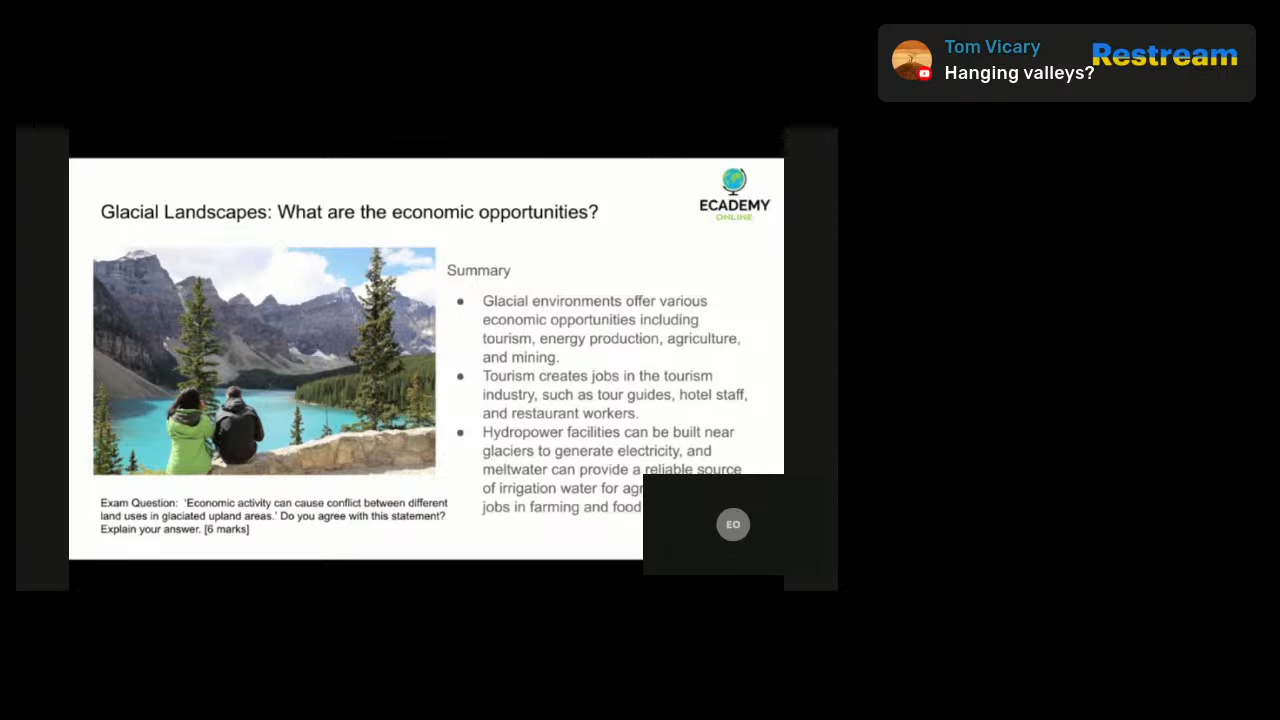 Tom Vicary
Restream
Hanging valleys?
ECADEMY
ONLINE
Glacial Landscapes: What are the economic opportunities?
Summary
● Glacial environments offer various
economic opportunities including
tourism, energy production, agriculture,
and mining.
● Tourism creates jobs in the tourism
industry, such as tour guides, hotel staff,
and restaurant workers.
● Hydropower facilities can be built near
glaciers to generate electricity, and
meltwater can provide a reliable source
of irrigation water for
jobs in farming and food
Exam Question: 'Economic activity can cause conflict between different
land uses in glaciated upland areas.' Do you agree with this statement?
Explain your answer. [6 marks]
EO